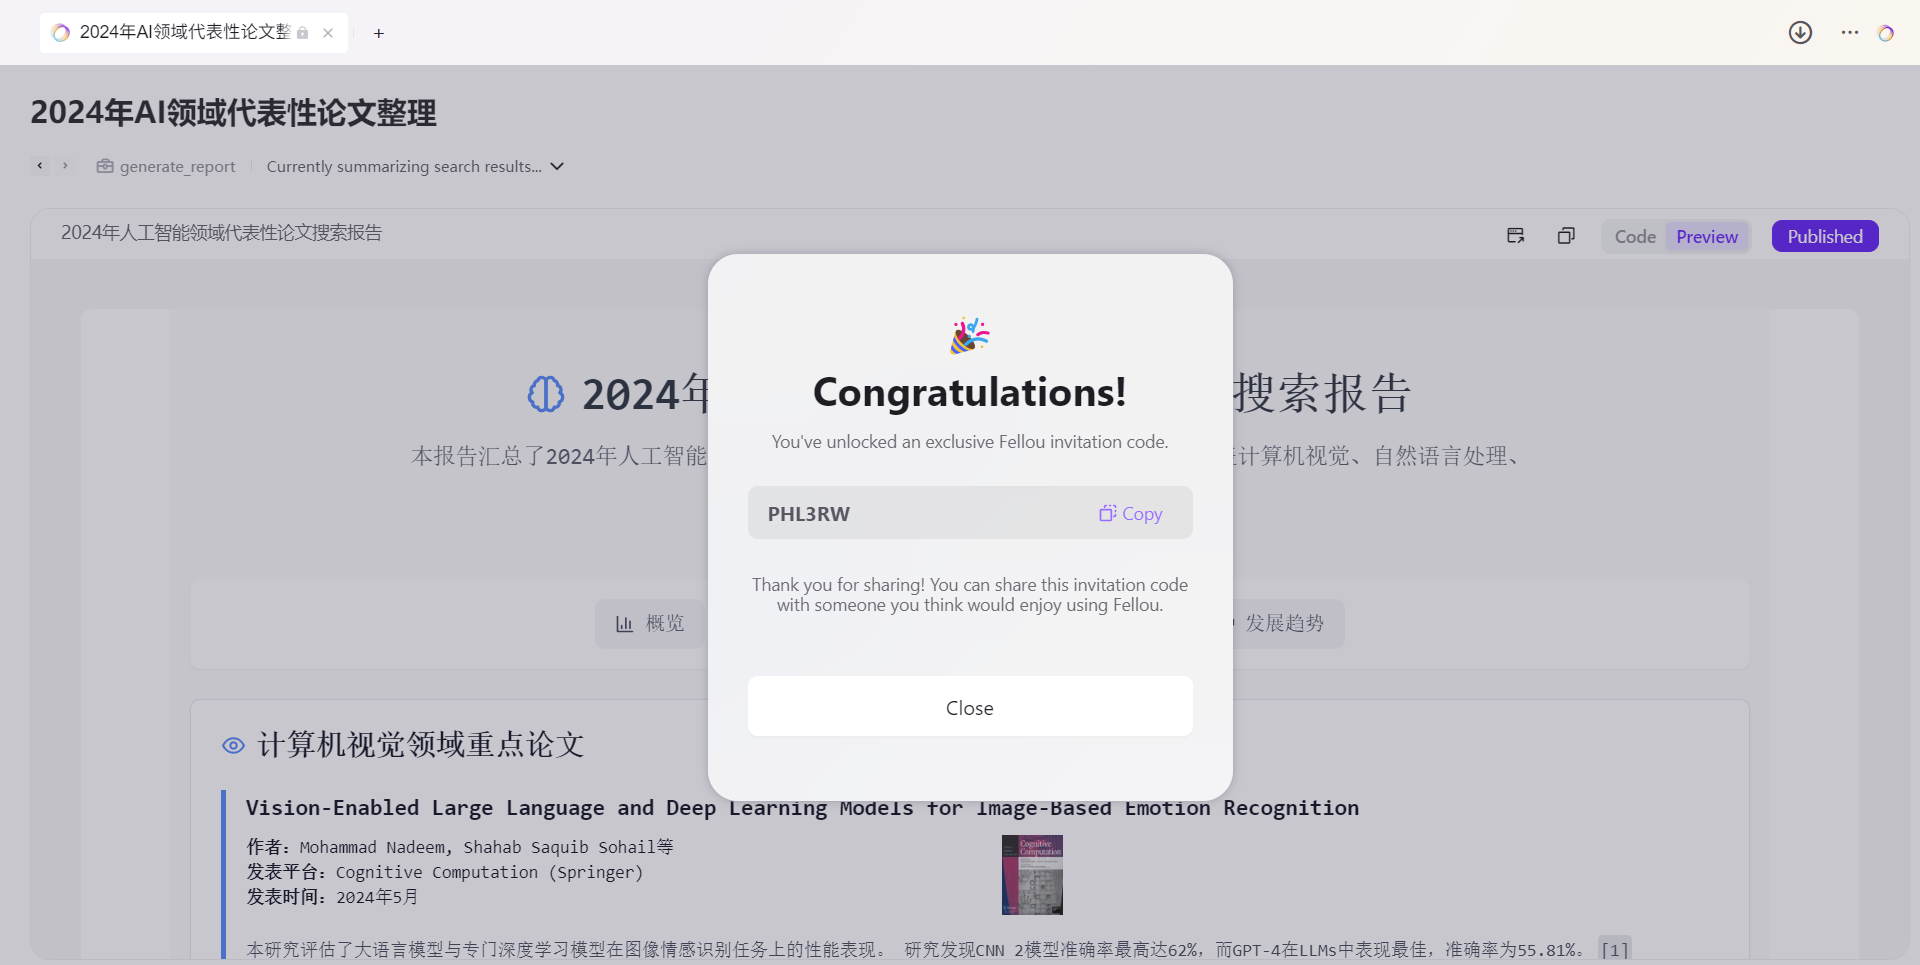 2024年AI领域代表性论文整
2024年AI领域代表性论文整理
generate_report
Currently summarizing search results...
2024年人工智能领域代表性论文搜索报告
Code
Preview
Published
2024年
搜索报告
本报告汇总了2024年人工智能
计算机视觉、自然语言处理、
Congratulations!
You've unlocked an exclusive Fellou invitation code.
PHL3RW
Copy
Thank you for sharing! You can share this invitation code
with someone you think would enjoy using Fellou.
概览
发展趋势
Close
计算机视觉领域重点论文
Vision-Enabled Large Language and Deep Learning Models for Image-Based Emotion Recognition
作者：Mohammad Nadeem, Shahab Saquib Sohail等
发表平台：Cognitive Computation (Springer)
发表时间：2024年5月
Cognitive
Computation
本研究评估了大语言模型与专门深度学习模型在图像情感识别任务上的性能表现。 研究发现CNN 2模型准确率最高达62%，而GPT-4在LLMs中表现最佳，准确率为55.81%。 [1]